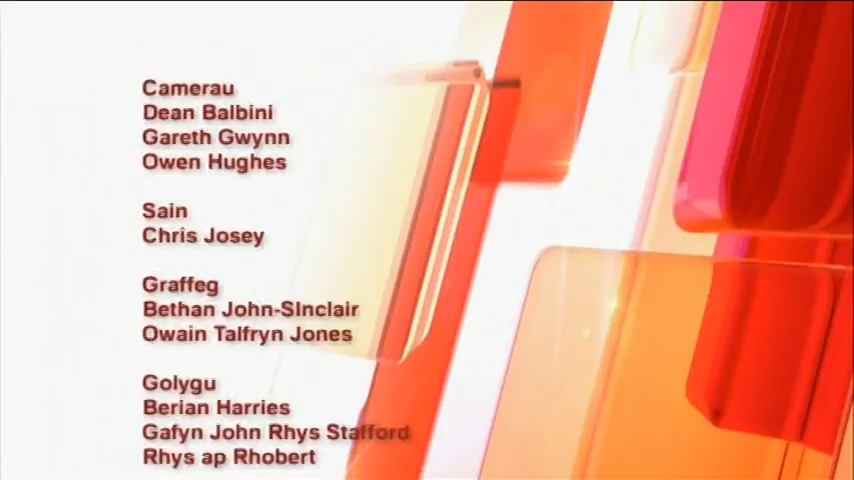 Camerau
Dean Balbini
Gareth Gwynn
Owen Hughes
Sain
Chris Josey
Graffeg
Bethan John-SInclair
Owain Talfryn Jones
Golygu
Berian Harries
Gafyn John Rhys Stafford
Rhys ap Rhobert